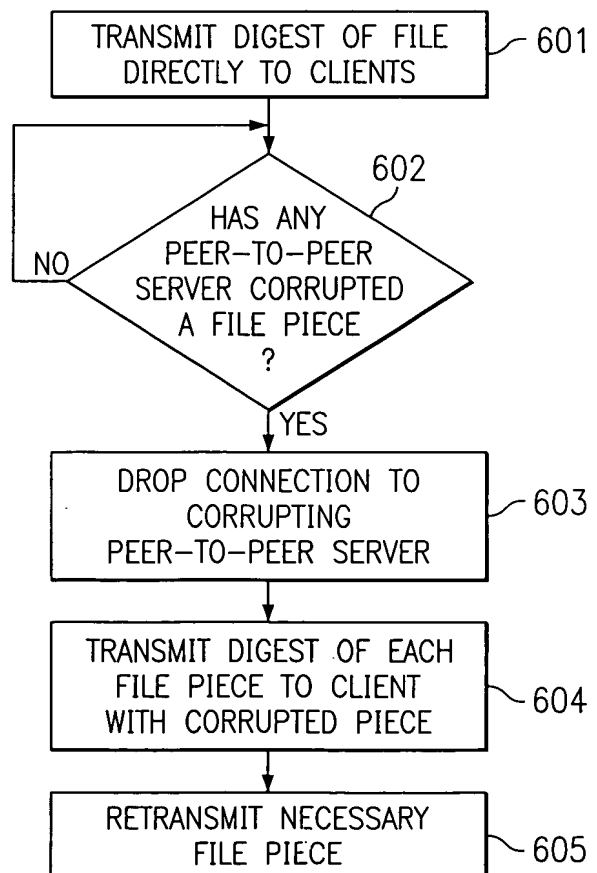 TRANSMIT DIGEST OF FILE
DIRECTLY TO CLIENTS
601
602
HAS ANY
PEER-TO-PEER
SERVER CORRUPTED
A FILE PIECE
?
NO
YES
DROP CONNECTION TO
CORRUPTING
PEER-TO-PEER SERVER
603
TRANSMIT DIGEST OF EACH
FILE PIECE TO CLIENT
WITH CORRUPTED PIECE
604
RETRANSMIT NECESSARY
FILE PIECE
605